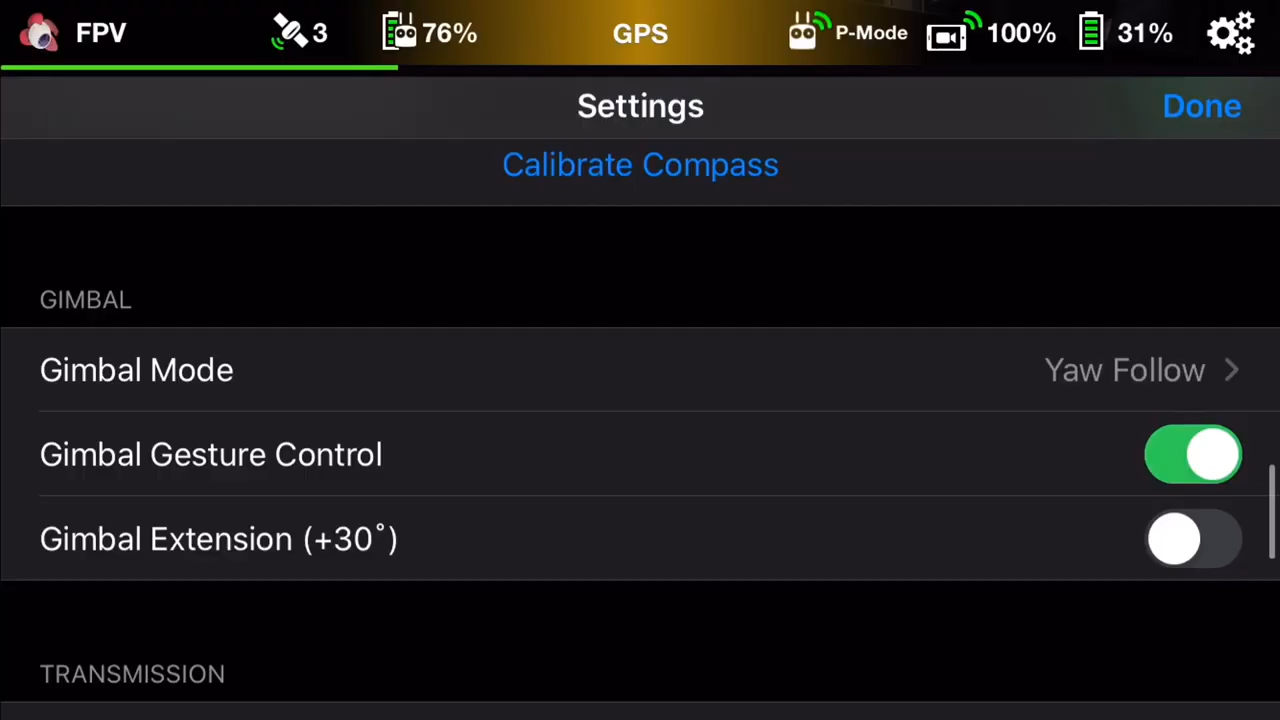 FPV 3 76% GPS P-Mode 100% 31%
Settings Done
Calibrate Compass
GIMBAL
Gimbal Mode Yaw Follow
Gimbal Gesture Control
Gimbal Extension (+30˚)
TRANSMISSION